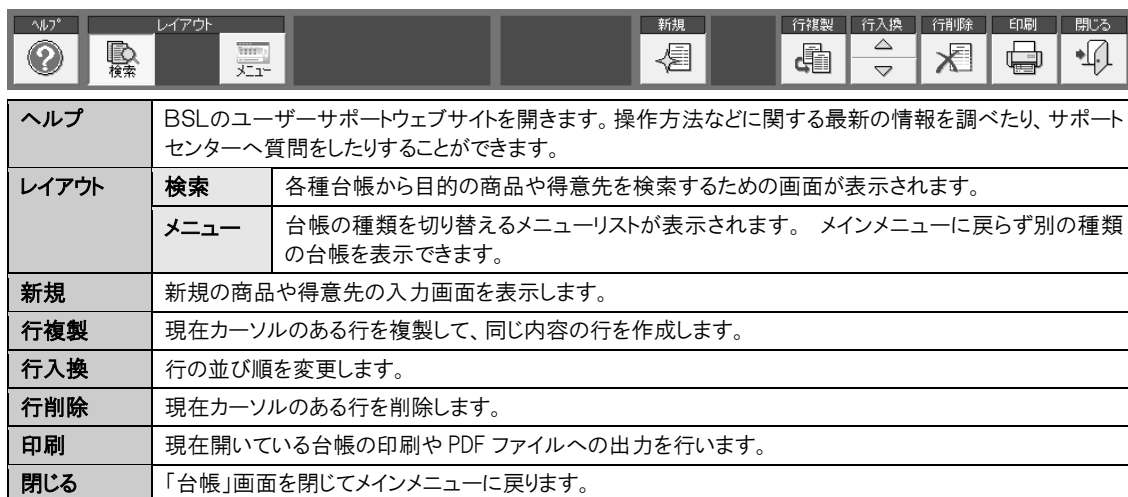 ﾍﾙﾌﾟ レイアウト 新規 行複製 行入換 行削除 印刷 閉じる
検索 ﾒﾆｭｰ
ヘルプ BSLのユーザーサポートウェブサイトを開きます。操作方法などに関する最新の情報を調べたり、サポート
センターへ質問をしたりすることができます。
レイアウト 検索 各種台帳から目的の商品や得意先を検索するための画面が表示されます。
メニュー 台帳の種類を切り替えるメニューリストが表示されます。 メインメニューに戻らず別の種類
の台帳を表示できます。
新規 新規の商品や得意先の入力画面を表示します。
行複製 現在カーソルのある行を複製して、同じ内容の行を作成します。
行入換 行の並び順を変更します。
行削除 現在カーソルのある行を削除します。
印刷 現在開いている台帳の印刷や PDF ファイルへの出力を行います。
閉じる 「台帳」画面を閉じてメインメニューに戻ります。